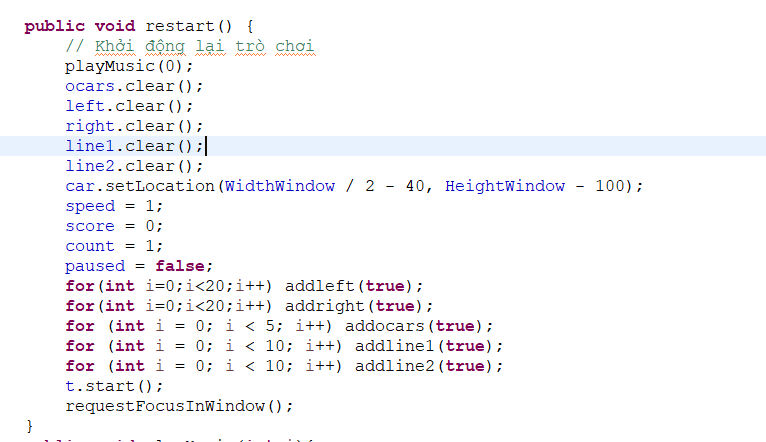 public void restart() {
// Khởi động lại trò chơi
playMusic(0);
ocars.clear();
left.clear();
right.clear();
line1.clear();
line2.clear();
car.setLocation(WidthWindow / 2 - 40, HeightWindow - 100);
speed = 1;
score = 0;
count = 1;
paused = false;
for(int i=0;i<20;i++) addleft(true);
for(int i=0;i<20;i++) addright(true);
for (int i = 0; i < 5; i++) addocars(true);
for (int i = 0; i < 10; i++) addline1(true);
for (int i = 0; i < 10; i++) addline2(true);
t.start();
requestFocusInWindow();
}